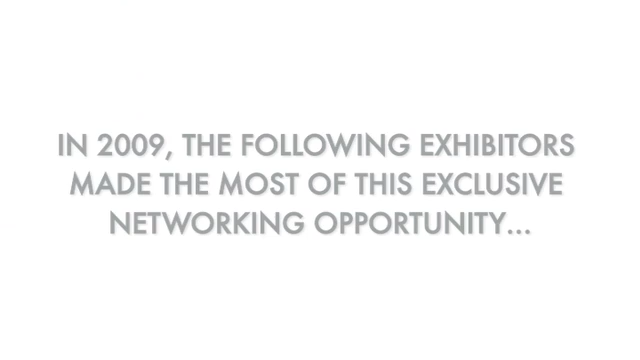 IN 2009, THE FOLLOWING EXHIBITORS
MADE THE MOST OF THIS EXCLUSIVE
NETWORKING OPPORTUNITY...